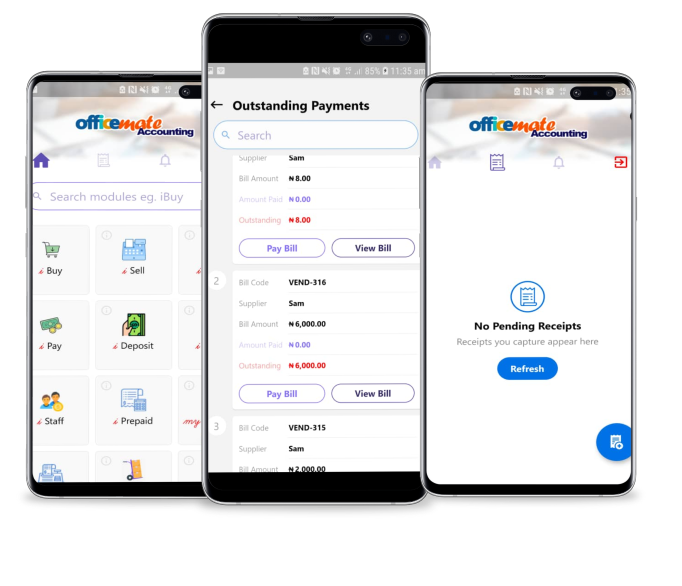 officemate
Accounting
Search modules eg. iBuy
i Buy
i Sell
i Pay
i Deposit
i Staff
i Prepaid
my
85% 11:35 am
Outstanding Payments
Search
Supplier Sam
Bill Amount ₦ 8.00
Amount Paid ₦ 0.00
Outstanding ₦ 8.00
Pay Bill View Bill
2 Bill Code VEND-316
Supplier Sam
Bill Amount ₦ 6,000.00
Amount Paid ₦ 0.00
Outstanding ₦ 6,000.00
Pay Bill View Bill
3 Bill Code VEND-315
Supplier Sam
Bill Amount ₦ 2,000.00
officemate
Accounting
No Pending Receipts
Receipts you capture appear here
Refresh